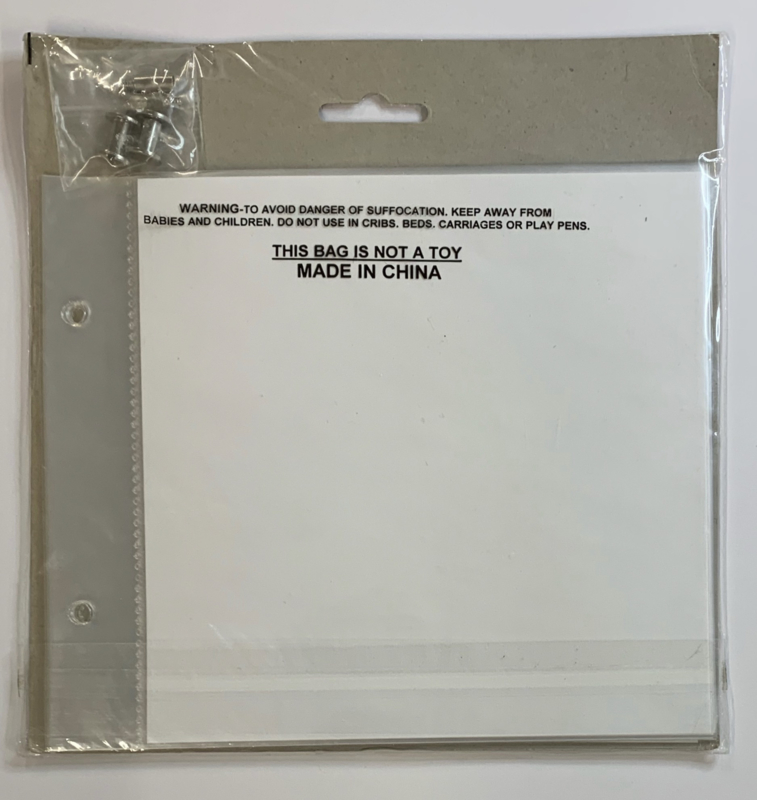 WARNING-TO AVOID DANGER OF SUFFOCATION. KEEP AWAY FROM
BABIES AND CHILDREN. DO NOT USE IN CRIBS. BEDS. CARRIAGES OR PLAY PENS.
THIS BAG IS NOT A TOY
MADE IN CHINA